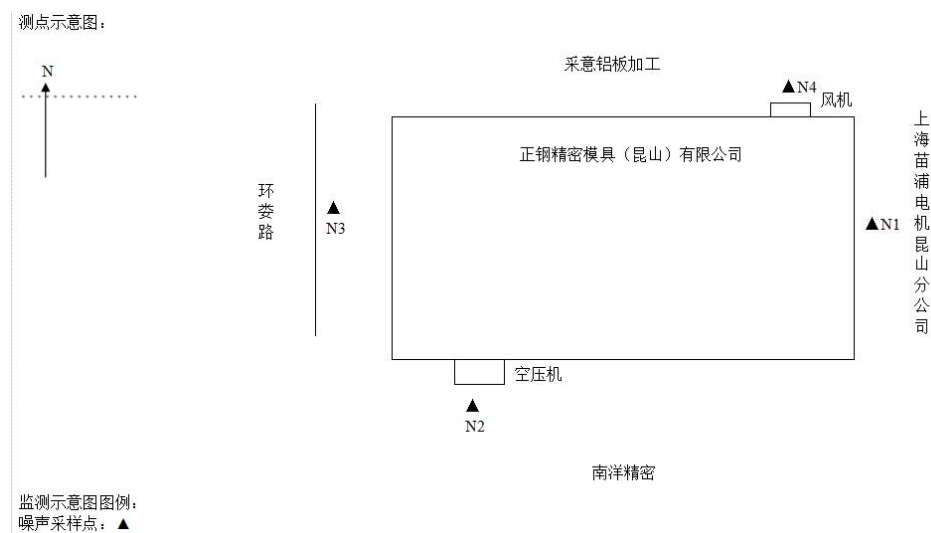 测点示意图：
N
采意铝板加工
▲N4
风机
正钢精密模具（昆山）有限公司
上海苗浦电机昆山分公司
环娄路
▲
N3
▲N1
空压机
▲
N2
南洋精密
监测示意图图例：
噪声采样点：▲